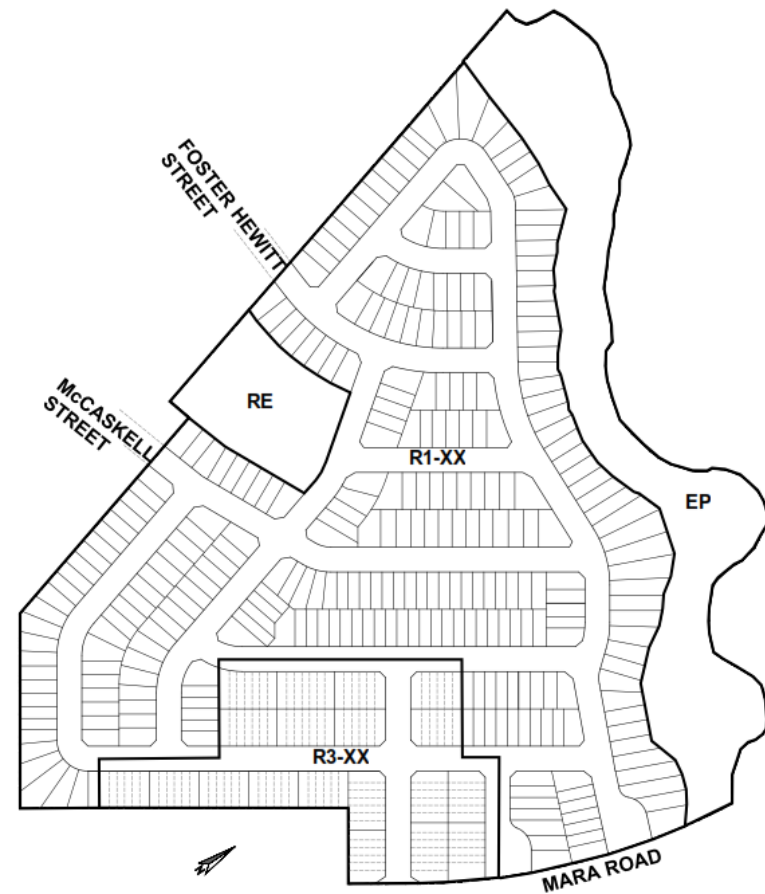 FOSTER HEWITT
STREET
McCASKELL
STREET
RE
R1-XX
EP
R3-XX
MARA ROAD